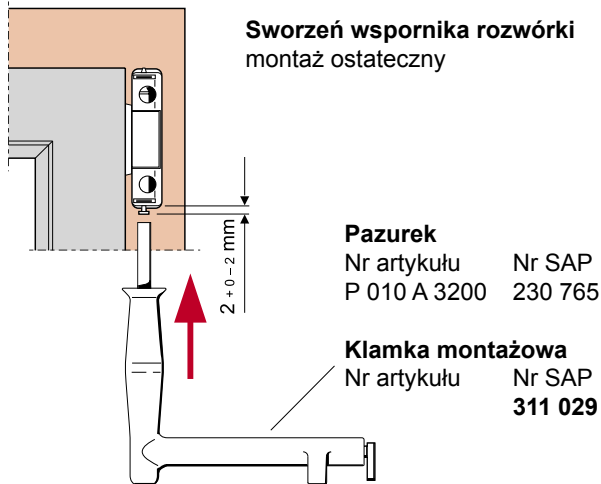 Sworzeń wspornika rozwórki
montaż ostateczny
2 + 0 – 2 mm
Pazurek
Nr artykułu Nr SAP
P 010 A 3200 230 765
Klamka montażowa
Nr artykułu Nr SAP
311 029